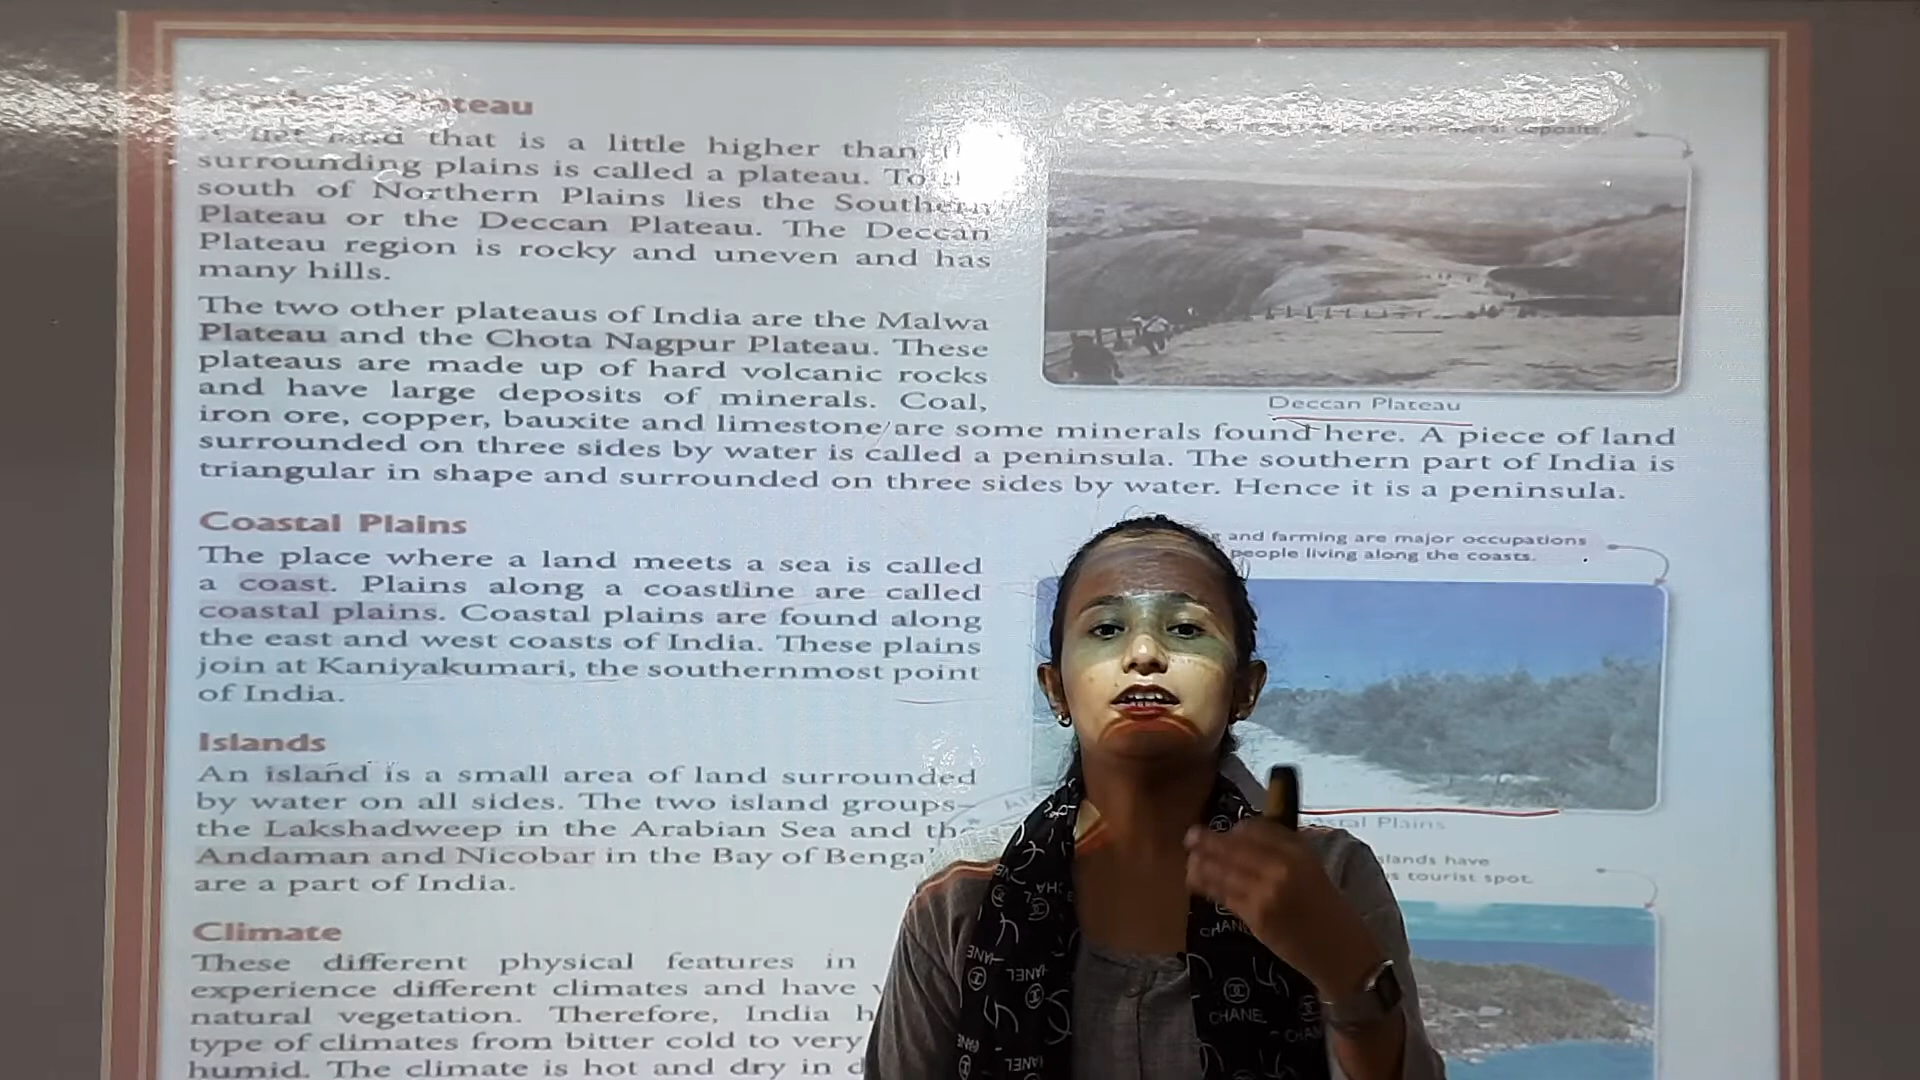 Plateau
that is a little higher than
surrounding plains is called a plateau. To
south of Northern Plains lies the Southern
Plateau or the Deccan Plateau. The Deccan
Plateau region is rocky and uneven and has
many hills.
The two other plateaus of India are the Malwa
Plateau and the Chota Nagpur Plateau. These
plateaus are made up of hard volcanic rocks
and have large deposits of minerals. Coal,
iron ore, copper, bauxite and limestone are some minerals found here. A piece of land
surrounded on three sides by water is called a peninsula. The southern part of India is
triangular in shape and surrounded on three sides by water. Hence it is a peninsula.
mineral deposits.
Deccan Plateau
Coastal Plains
The place where a land meets a sea is called
a coast. Plains along a coastline are called
coastal plains. Coastal plains are found along
the east and west coasts of India. These plains
join at Kaniyakumari, the southernmost point
of India.
and farming are major occupations
people living along the coasts.
Plains
Islands
An island is a small area of land surrounded
by water on all sides. The two island groups–
the Lakshadweep in the Arabian Sea and the
Andaman and Nicobar in the Bay of
are a part of India.
have
tourist spot.
Climate
These different physical features in
experience different climates and have
natural vegetation. Therefore, India
type of climates from bitter cold to very
humid. The climate is hot and dry in
CHANEL
CHANEL